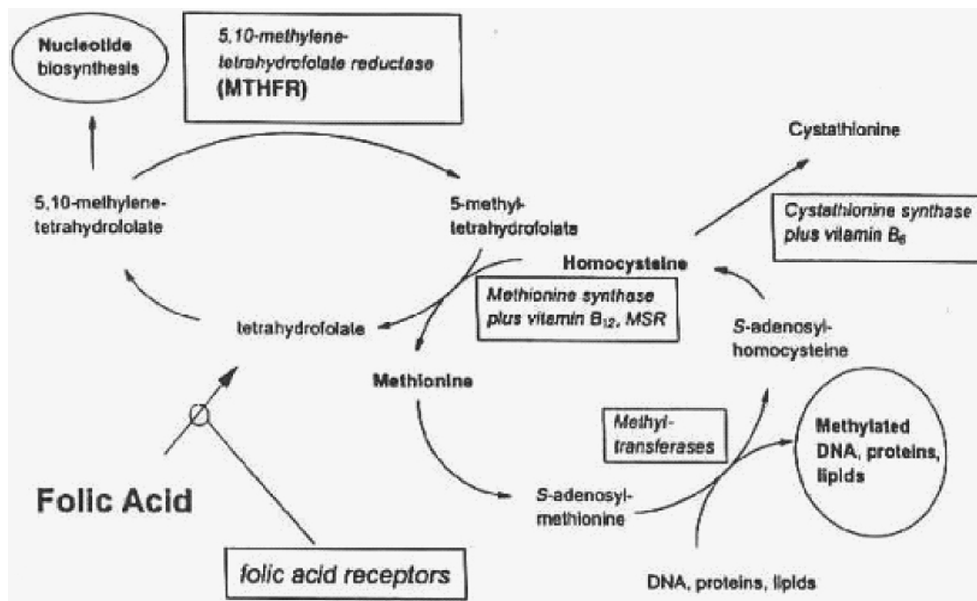 Nucleotide
biosynthesis
5,10-methylene-
tetrahydrofolate reductase
(MTHFR)
Cystathionine
5,10-methylene-
tetrahydrololate
5-methyl-
tetrahydrofolate
Cystathionine synthase
plus vitamin B₆
Homocysteine
Methionine synthase
plus vitamin B₁₂, MSR
tetrahydrofolate
S-adenosyl-
homocysteine
Methionine
Methyl-
transferases
Methylated
DNA, proteins,
lipids
Folic Acid
S-adenosyl-
methionine
folic acid receptors
DNA, proteins, lipids